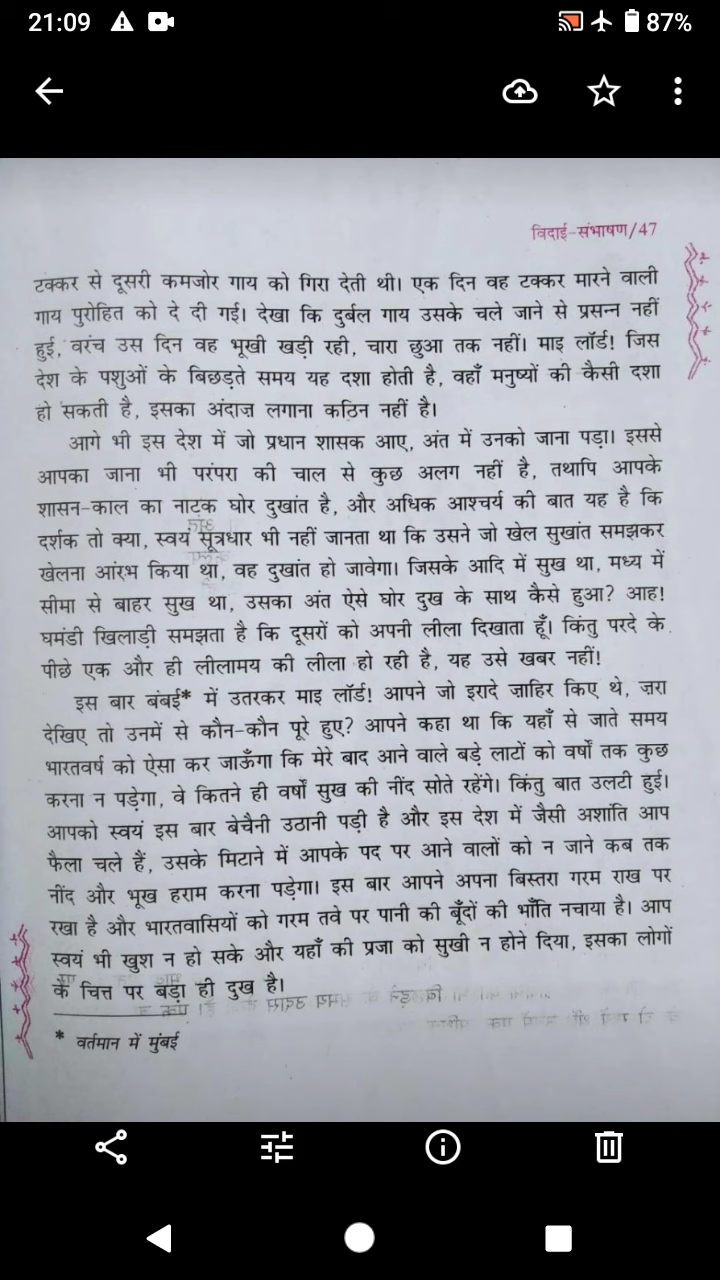 21:09
87%
विदाई-संभाषण/47
टक्कर से दूसरी कमजोर गाय को गिरा देती थी। एक दिन वह टक्कर मारने वाली
गाय पुरोहित को दे दी गई। देखा कि दुर्बल गाय उसके चले जाने से प्रसन्न नहीं
हुई, वरंच उस दिन वह भूखी खड़ी रही, चारा छुआ तक नहीं। माइ लॉर्ड! जिस
देश के पशुओं के बिछड़ते समय यह दशा होती है, वहाँ मनुष्यों की कैसी दशा
हो सकती है, इसका अंदाज़ लगाना कठिन नहीं है।
आगे भी इस देश में जो प्रधान शासक आए, अंत में उनको जाना पड़ा। इससे
आपका जाना भी परंपरा की चाल से कुछ अलग नहीं है, तथापि आपके
शासन-काल का नाटक घोर दुखांत है, और अधिक आश्चर्य की बात यह है कि
दर्शक तो क्या, स्वयं सूत्रधार भी नहीं जानता था कि उसने जो खेल सुखांत समझकर
खेलना आंरभ किया था, वह दुखांत हो जावेगा। जिसके आदि में सुख था, मध्य में
सीमा से बाहर सुख था, उसका अंत ऐसे घोर दुख के साथ कैसे हुआ? आह!
घमंडी खिलाड़ी समझता है कि दूसरों को अपनी लीला दिखाता हूँ। किंतु परदे के
पीछे एक और ही लीलामय की लीला हो रही है, यह उसे खबर नहीं!
इस बार बंबई* में उतरकर माइ लॉर्ड! आपने जो इरादे ज़ाहिर किए थे, ज़रा
देखिए तो उनमें से कौन-कौन पूरे हुए? आपने कहा था कि यहाँ से जाते समय
भारतवर्ष को ऐसा कर जाऊँगा कि मेरे बाद आने वाले बड़े लाटों को वर्षों तक कुछ
करना न पड़ेगा, वे कितने ही वर्षों सुख की नींद सोते रहेंगे। किंतु बात उलटी हुई।
आपको स्वयं इस बार बेचैनी उठानी पड़ी है और इस देश में जैसी अशांति आप
फैला चले हैं, उसके मिटाने में आपके पद पर आने वालों को न जाने कब तक
नींद और भूख हराम करना पड़ेगा। इस बार आपने अपना बिस्तरा गरम राख पर
रखा है और भारतवासियों को गरम तवे पर पानी की बूँदों की भाँति नचाया है। आप
स्वयं भी खुश न हो सके और यहाँ की प्रजा को सुखी न होने दिया, इसका लोगों
के चित्त पर बड़ा ही दुख है।
* वर्तमान में मुंबई